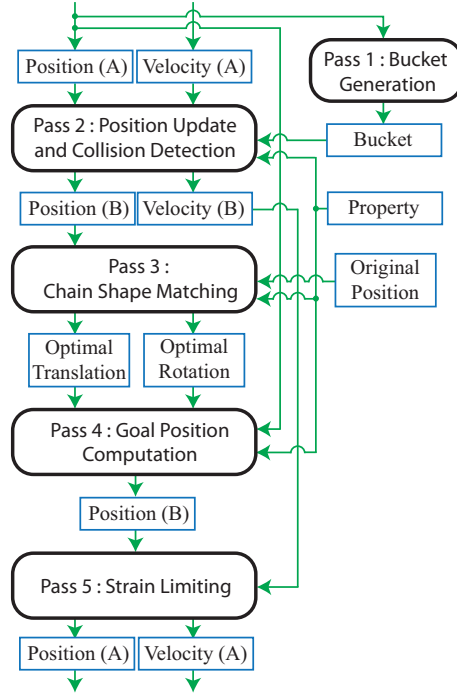 Position (A)
Velocity (A)
Pass 1 : Bucket
Generation
Pass 2 : Position Update
and Collision Detection
Bucket
Position (B)
Velocity (B)
Property
Pass 3 :
Chain Shape Matching
Original
Position
Optimal
Translation
Optimal
Rotation
Pass 4 : Goal Position
Computation
Position (B)
Pass 5 : Strain Limiting
Position (A)
Velocity (A)